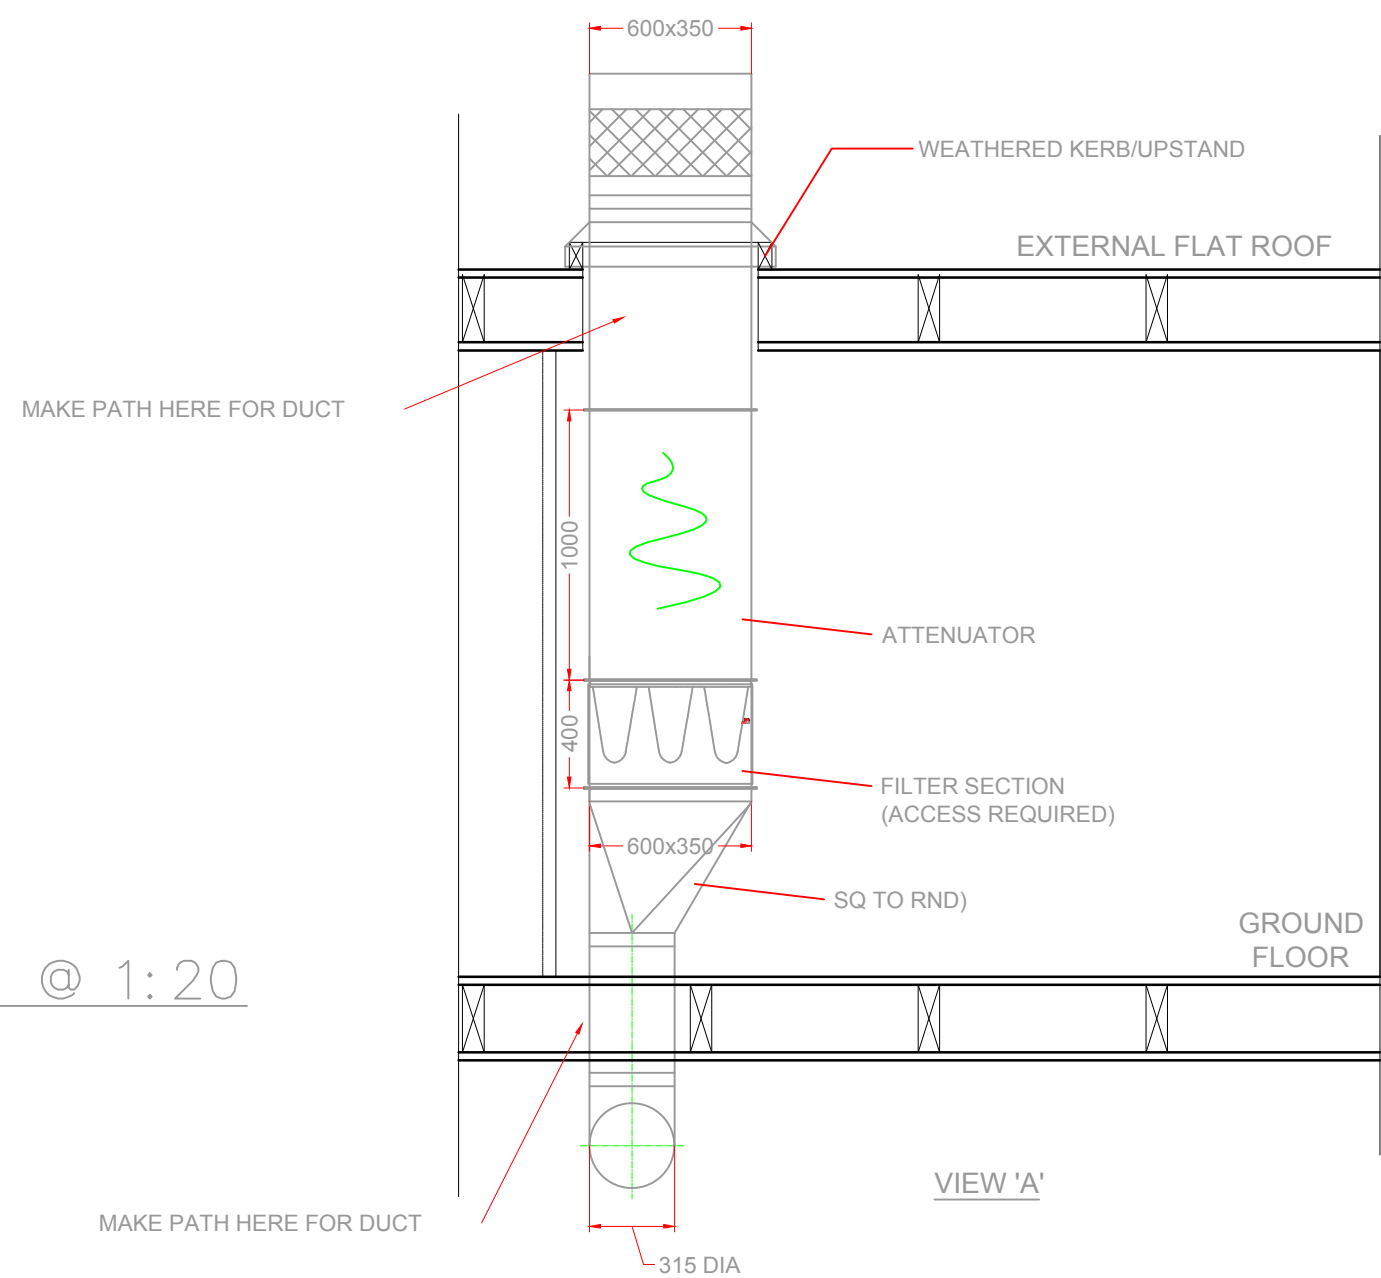 600x350
WEATHERED KERB/UPSTAND
EXTERNAL FLAT ROOF
MAKE PATH HERE FOR DUCT
1000
ATTENUATOR
400
FILTER SECTION
(ACCESS REQUIRED)
600x350
SQ TO RND)
GROUND
FLOOR
@ 1:20
VIEW 'A'
MAKE PATH HERE FOR DUCT
315 DIA